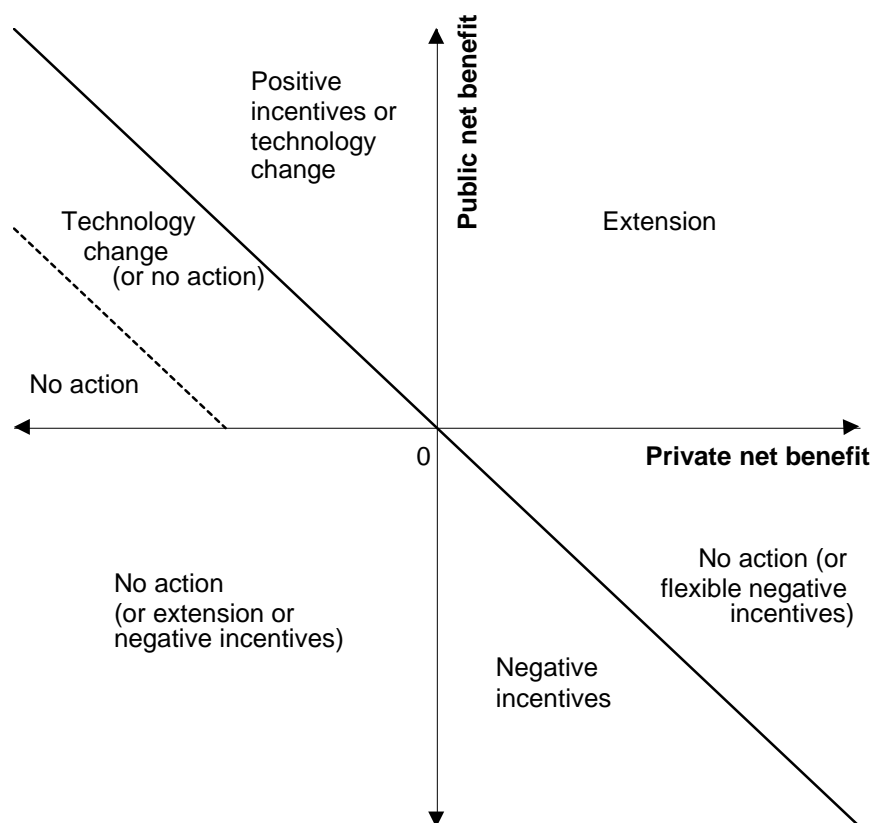 Public net benefit
Positive
incentives or
technology
change
Technology
change
(or no action)
Extension
No action
0
Private net benefit
No action
(or extension or
negative incentives)
No action (or
flexible negative
incentives)
Negative
incentives